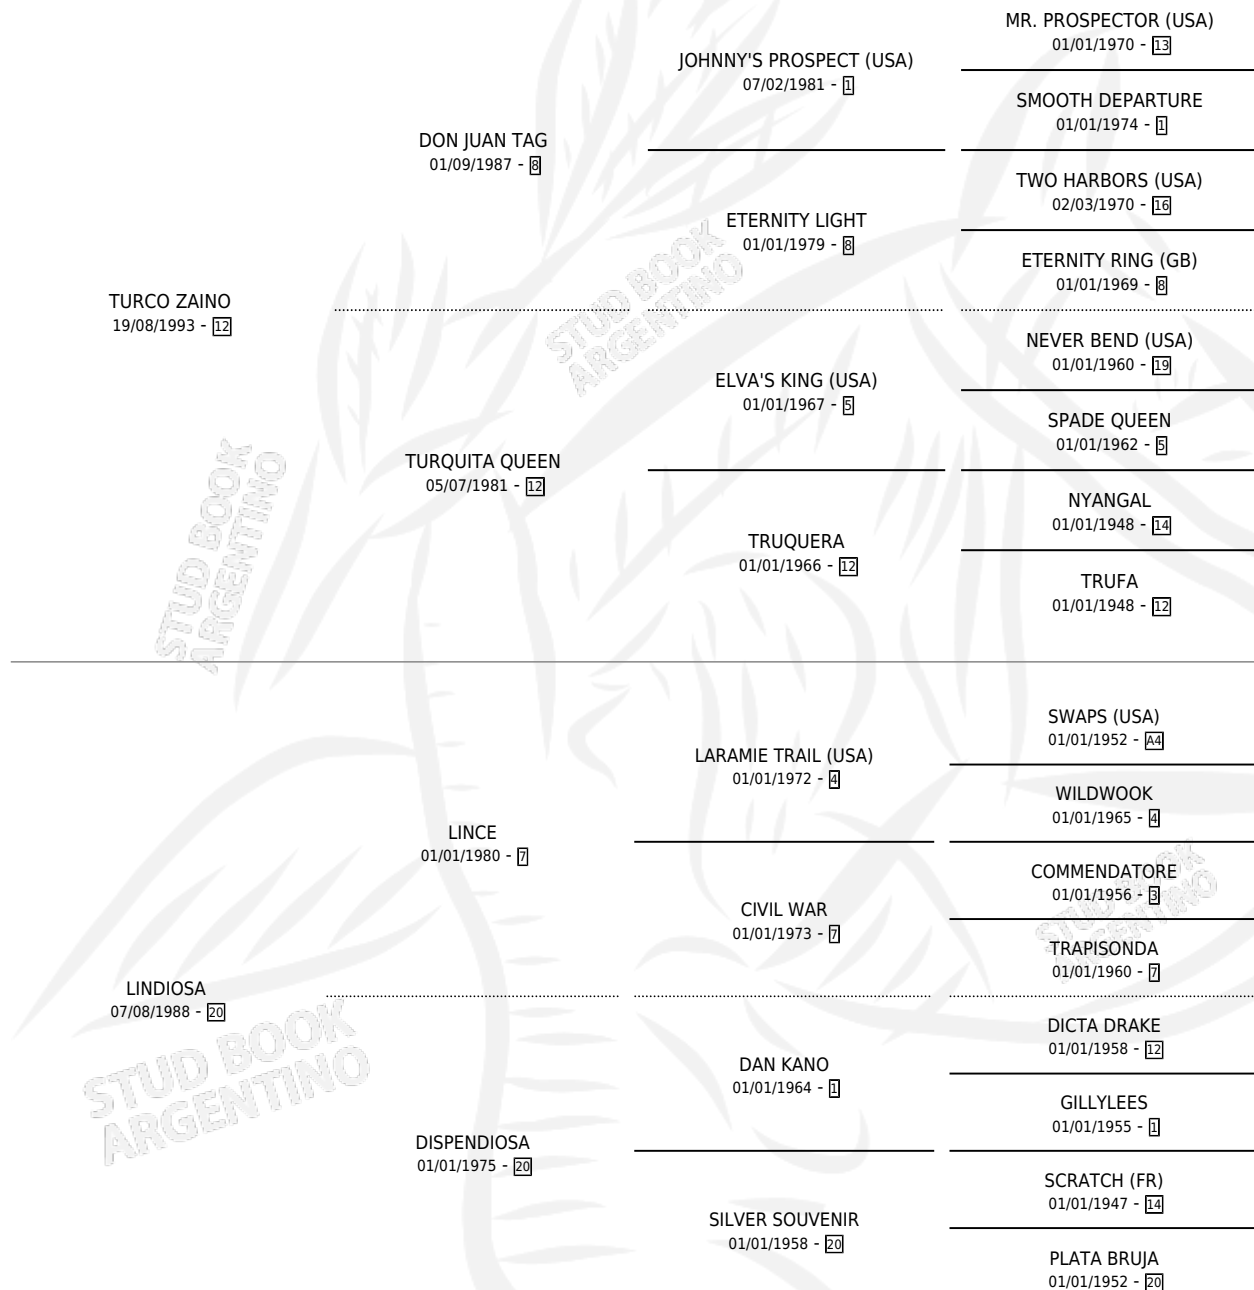 MR. PROSPECTOR (USA)
01/01/1970 - 13
JOHNNY'S PROSPECT (USA)
07/02/1981 - 1
SMOOTH DEPARTURE
01/01/1974 - 1
DON JUAN TAG
01/09/1987 - 8
TWO HARBORS (USA)
02/03/1970 - 16
ETERNITY LIGHT
01/01/1979 - 8
ETERNITY RING (GB)
01/01/1969 - 8
TURCO ZAINO
19/08/1993 - 12
NEVER BEND (USA)
01/01/1960 - 19
ELVA'S KING (USA)
01/01/1967 - 5
SPADE QUEEN
01/01/1962 - 5
TURQUITA QUEEN
05/07/1981 - 12
NYANGAL
01/01/1948 - 14
TRUQUERA
01/01/1966 - 12
TRUFA
01/01/1948 - 12
SWAPS (USA)
01/01/1952 - A4
LARAMIE TRAIL (USA)
01/01/1972 - 4
WILDWOOK
01/01/1965 - 4
LINCE
01/01/1980 - 7
COMMENDATORE
01/01/1956 - 3
CIVIL WAR
01/01/1973 - 7
TRAPISONDA
01/01/1960 - 7
LINDIOSA
07/08/1988 - 20
DICTA DRAKE
01/01/1958 - 12
DAN KANO
01/01/1964 - 1
GILLYLEES
01/01/1955 - 1
DISPENDIOSA
01/01/1975 - 20
SCRATCH (FR)
01/01/1947 - 14
SILVER SOUVENIR
01/01/1958 - 20
PLATA BRUJA
01/01/1952 - 20
STUD BOOK
ARGENTINO
STUD BOOK
ARGENTINO
STUD BOOK
ARGENTINO
STUD BOOK
ARGENTINO